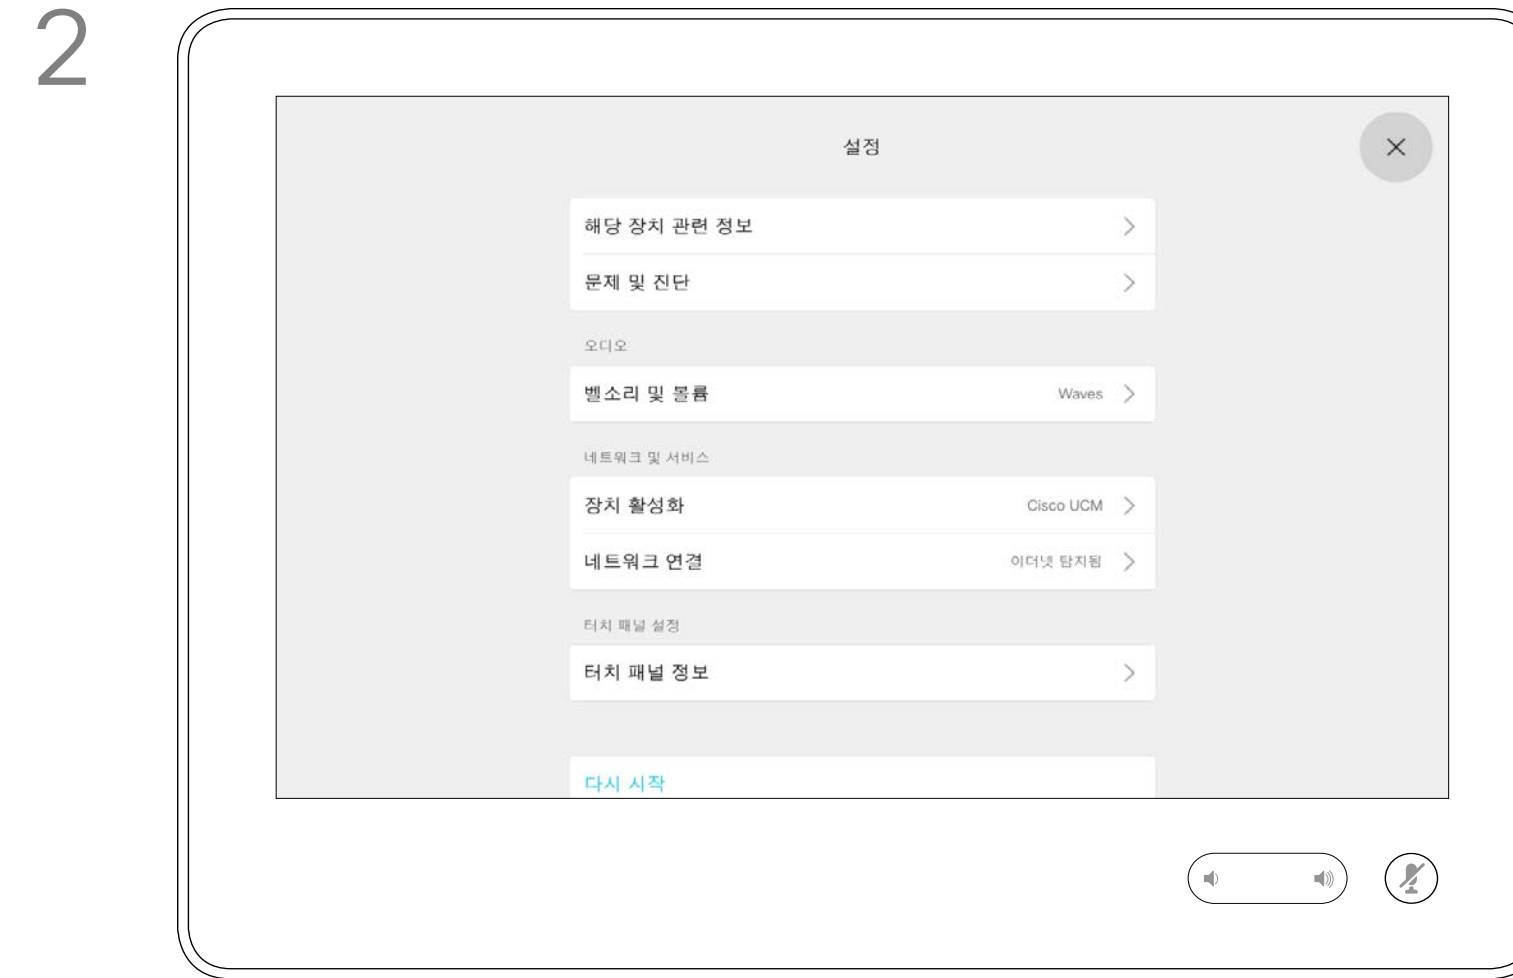 2
설정
해당 장치 관련 정보
문제 및 진단
오디오
벨소리 및 볼륨 Waves
네트워크 및 서비스
장치 활성화 Cisco UCM
네트워크 연결 이더넷 탐지됨
터치 패널 설정
터치 패널 정보
다시 시작